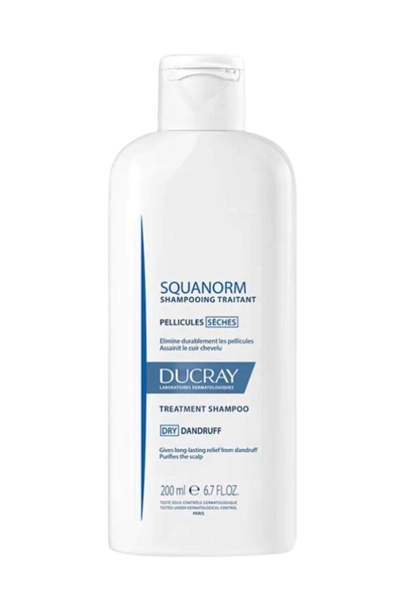 SQUANORM
SHAMPOOING TRAITANT
PELLICULES SÈCHES
Elimine durablement les pellicules
Assainit le cuir chevelu
DUCRAY
LABORATOIRES DERMATOLOGIQUES
TREATMENT SHAMPOO
DRY DANDRUFF
Gives long-lasting relief from dandruff
Purifies the scalp
200 ml e 6.7 FL.OZ.
TESTÉ SOUS CONTRÔLE DERMATOLOGIQUE
TESTED UNDER DERMATOLOGICAL CONTROL
PARIS